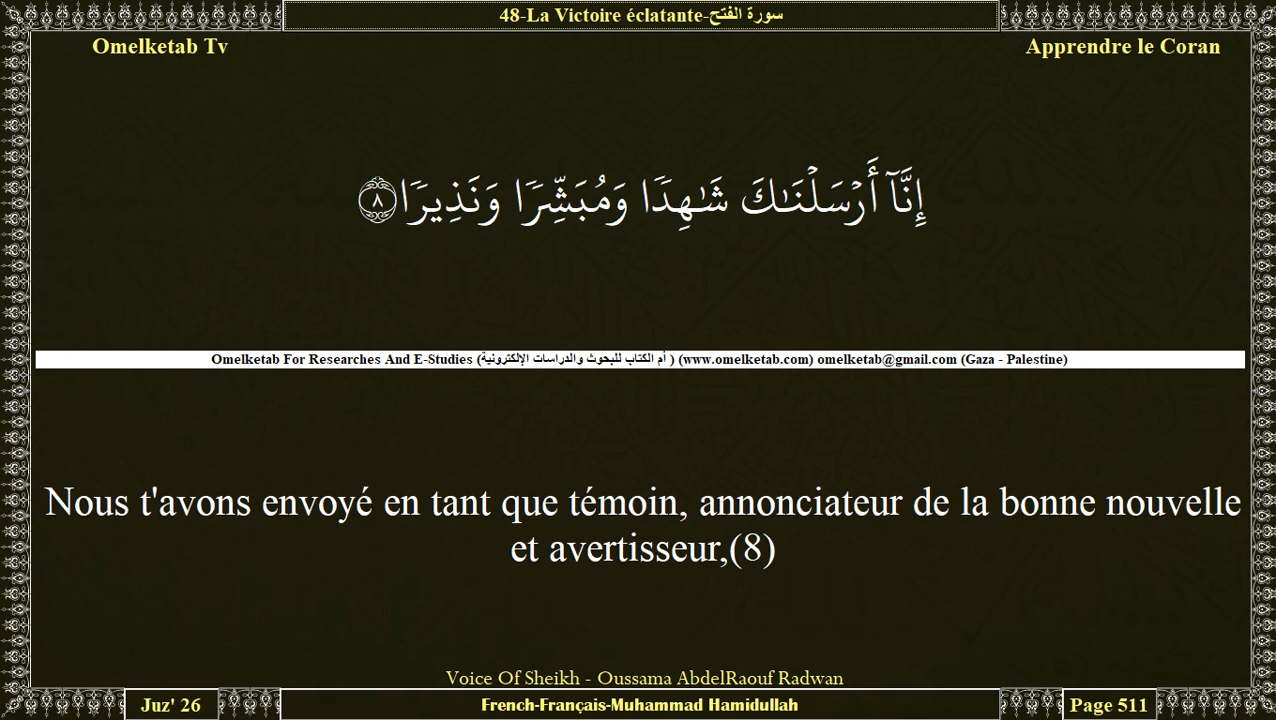 48-La Victoire éclatante-سورة الفتح
Omelketab Tv
Apprendre le Coran
إِنَّآ أَرْسَلْنَـٰكَ شَـٰهِدًا وَمُبَشِّرًا وَنَذِيرًا ٨
Omelketab For Researches And E-Studies (أم الكتاب للبحوث والدراسات الإلكترونية ) (www.omelketab.com) omelketab@gmail.com (Gaza - Palestine)
Nous t'avons envoyé en tant que témoin, annonciateur de la bonne nouvelle
et avertisseur,(8)
Voice Of Sheikh - Oussama AbdelRaouf Radwan
Juz' 26
French-Français-Muhammad Hamidullah
Page 511